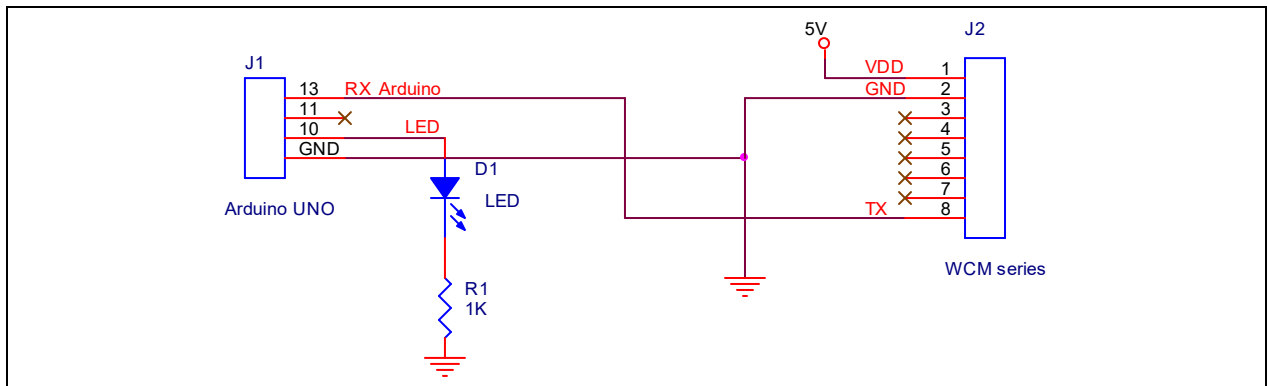 J1
13
RX Arduino
11
10
LED
GND
Arduino UNO
D1
LED
R1
1K
5V
J2
VDD
1
GND
2
3
4
5
6
7
TX
8
WCM series